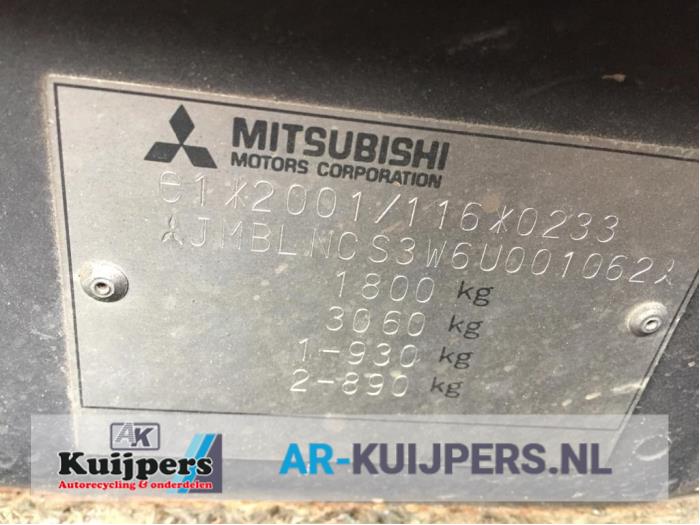 MITSUBISHI
MOTORS CORPORATION
e1*2001/116*0233
JMBLNCS3W6U001062
1800 kg
3060 kg
1-930 kg
2-890 kg
AK
Kuijpers
Autorecycling & onderdelen
AR-KUIJPERS.NL